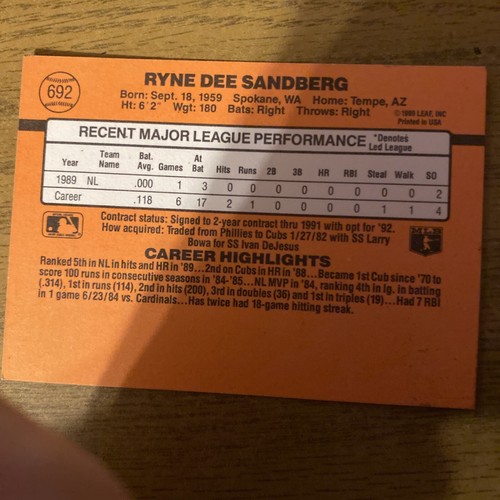 692
RYNE DEE SANDBERG
Born: Sept. 18, 1959 Spokane, WA Home: Tempe, AZ
Ht: 6'2" Wgt: 180 Bats: Right Throws: Right
© 1989 LEAF, INC
Printed in USA
RECENT MAJOR LEAGUE PERFORMANCE *Denotes Led League
Year Team Name Bat. Avg. Games At Bat Hits Runs 2B 3B HR RBI Steal Walk SO
1989 NL .000 1 3 0 0 0 0 0 0 0 0 2
Career .118 6 17 2 1 0 0 0 0 1 1 4
Contract status: Signed to 2-year contract thru 1991 with opt for '92.
How acquired: Traded from Phillies to Cubs 1/27/82 with SS Larry
Bowa for SS Ivan DeJesus
CAREER HIGHLIGHTS
Ranked 5th in NL in hits and HR in '89...2nd on Cubs in HR in '88...Became 1st Cub since '70 to
score 100 runs in consecutive seasons in '84-'85...NL MVP in '84, ranking 4th in lg. in batting
(.314), 1st in runs (114), 2nd in hits (200), 3rd in doubles (36) and 1st in triples (19)...Had 7 RBI
in 1 game 6/23/84 vs. Cardinals...Has twice had 18-game hitting streak.